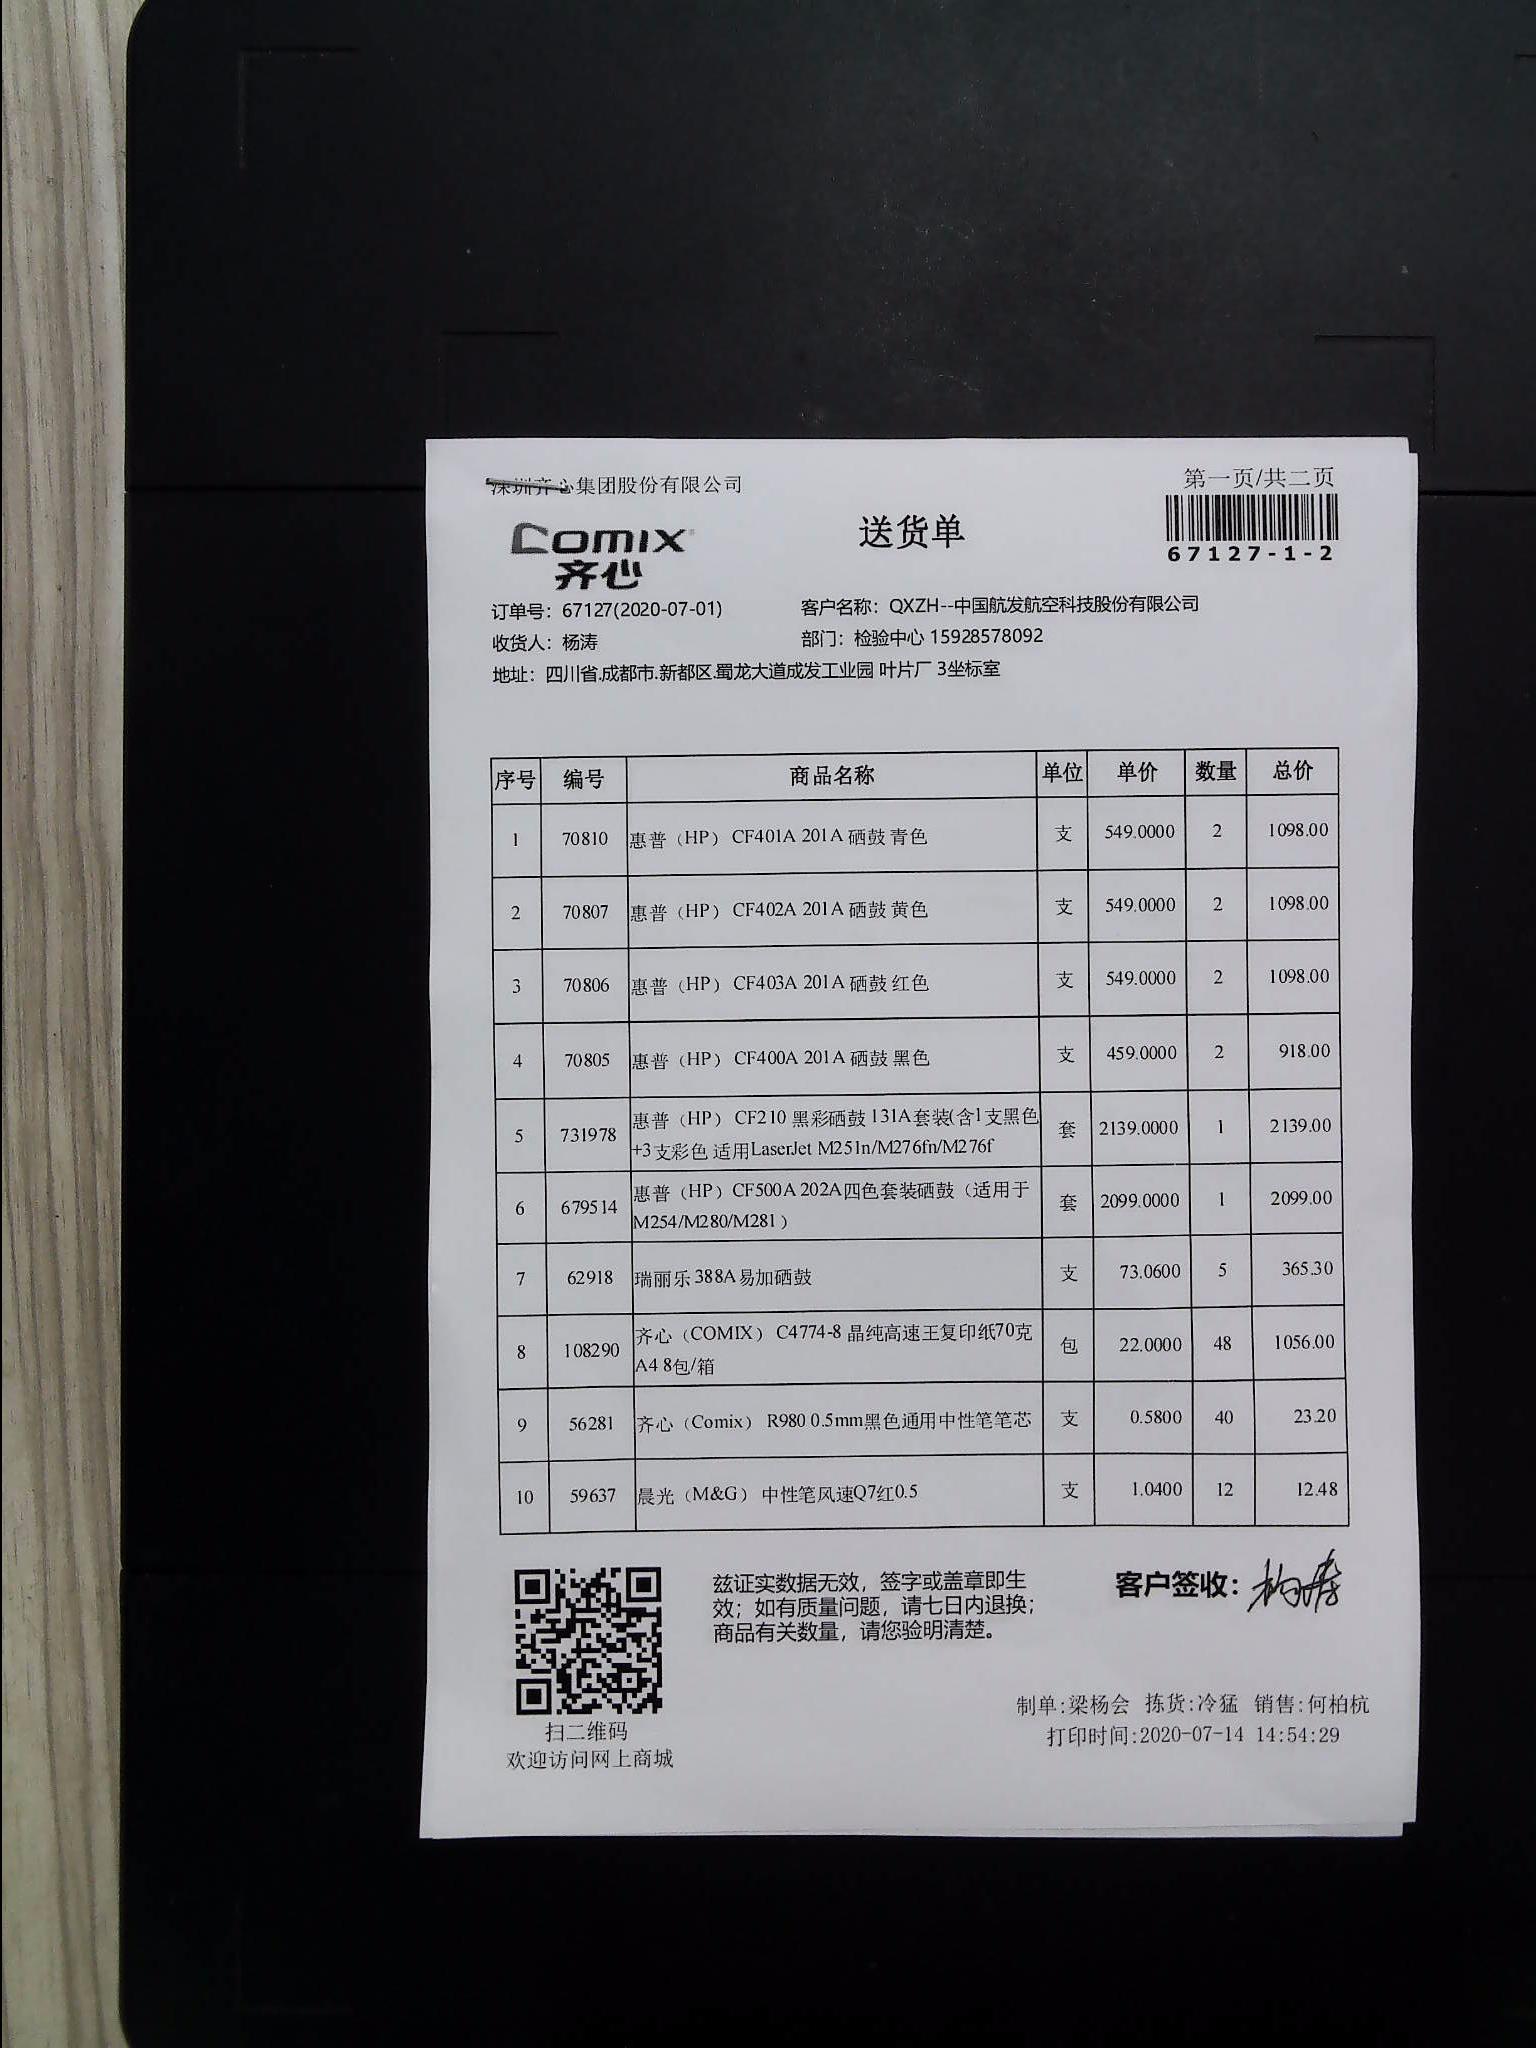 深圳齐心集团股份有限公司
第一页/共二页
comix
齐心
送货单
67127-1-2
订单号：67127(2020-07-01)
客户名称：QXZH--中国航发航空科技股份有限公司
收货人：杨涛
部门：检验中心 15928578092
地址：四川省.成都市.新都区.蜀龙大道成发工业园 叶片厂 3坐标室
序号 编号 商品名称 单位 单价 数量 总价
1 70810 惠普（HP） CF401A 201A 硒鼓 青色 支 549.0000 2 1098.00
2 70807 惠普（HP） CF402A 201A 硒鼓 黄色 支 549.0000 2 1098.00
3 70806 惠普（HP） CF403A 201A 硒鼓 红色 支 549.0000 2 1098.00
4 70805 惠普（HP） CF400A 201A 硒鼓 黑色 支 459.0000 2 918.00
5 731978 惠普（HP） CF210 黑彩硒鼓 131A套装(含1支黑色 套 2139.0000 1 2139.00
+3支彩色 适用LaserJet M251n/M276fn/M276f
6 679514 惠普（HP）CF500A 202A四色套装硒鼓（适用于 套 2099.0000 1 2099.00
M254/M280/M281）
7 62918 瑞丽乐 388A易加硒鼓 支 73.0600 5 365.30
8 108290 齐心（COMIX） C4774-8 晶纯高速王复印纸70克 包 22.0000 48 1056.00
A4 8包/箱
9 56281 齐心（Comix） R980 0.5mm黑色通用中性笔笔芯 支 0.5800 40 23.20
10 59637 晨光（M&G） 中性笔风速Q7红0.5 支 1.0400 12 12.48
兹证实数据无效，签字或盖章即生
效；如有质量问题，请七日内退换；
商品有关数量，请您验明清楚。
客户签收：杨涛
扫二维码
欢迎访问网上商城
制单:梁杨会 拣货:冷猛 销售:何柏杭
打印时间:2020-07-14 14:54:29